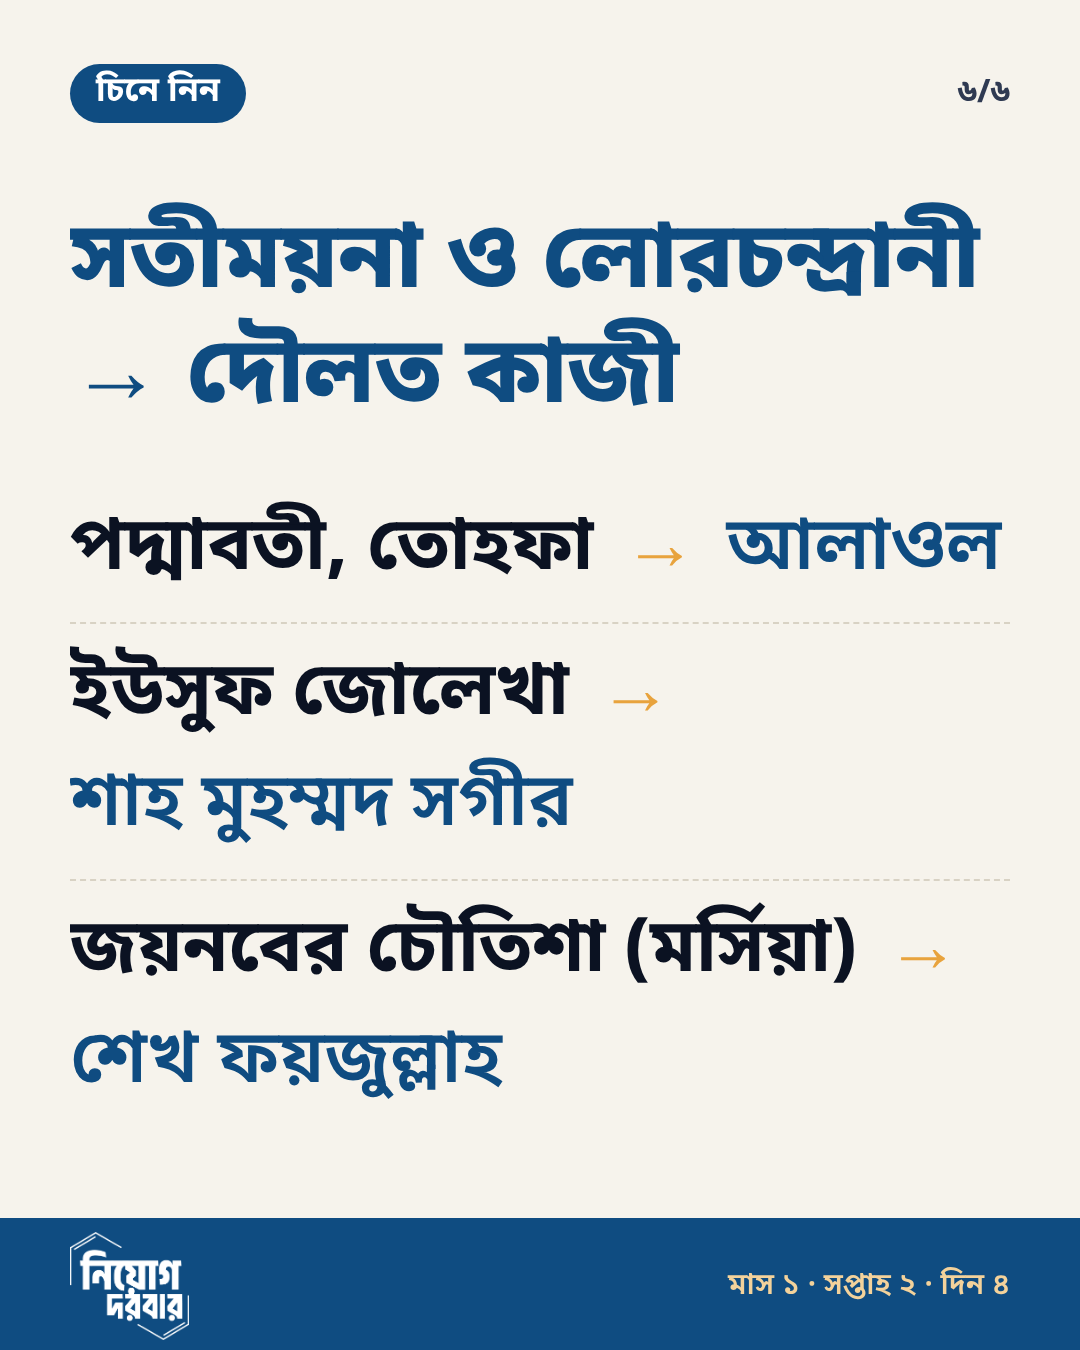 চিনে নিন
৬/৬
সতীময়না ও লোরচন্দ্রানী
→ দৌলত কাজী
পদ্মাবতী, তোহফা → আলাওল
ইউসুফ জোলেখা →
শাহ মুহম্মদ সগীর
জয়নবের চৌতিশা (মর্সিয়া) →
শেখ ফয়জুল্লাহ
নিয়োগ
দরবার
মাস ১ · সপ্তাহ ২ · দিন ৪